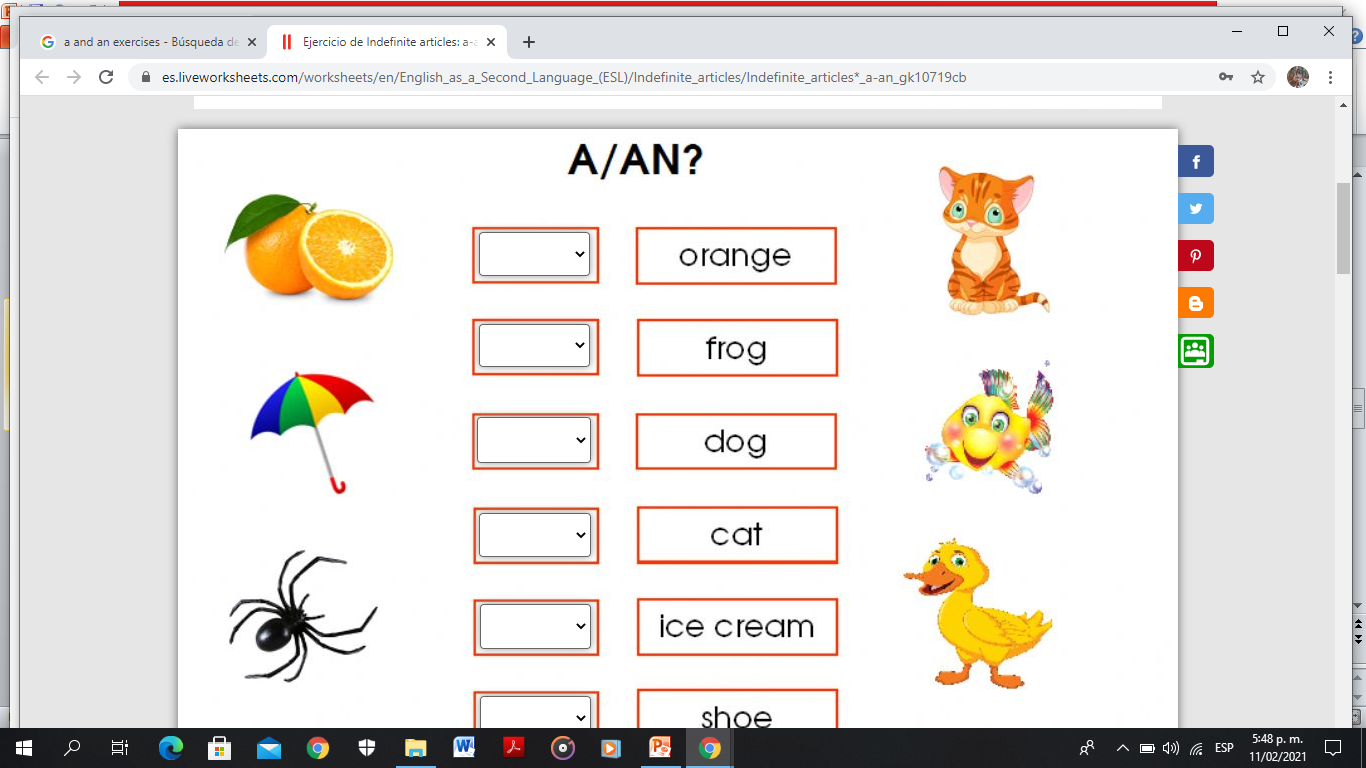 a and an exercises - Búsqueda de
Ejercicio de Indefinite articles: a-a
es.liveworksheets.com/worksheets/en/English_as_a_Second_Language_(ESL)/Indefinite_articles/Indefinite_articles*_a-an_gk10719cb
A/AN?
orange
frog
dog
cat
ice cream
shoe
ESP
5:48 p. m.
11/02/2021